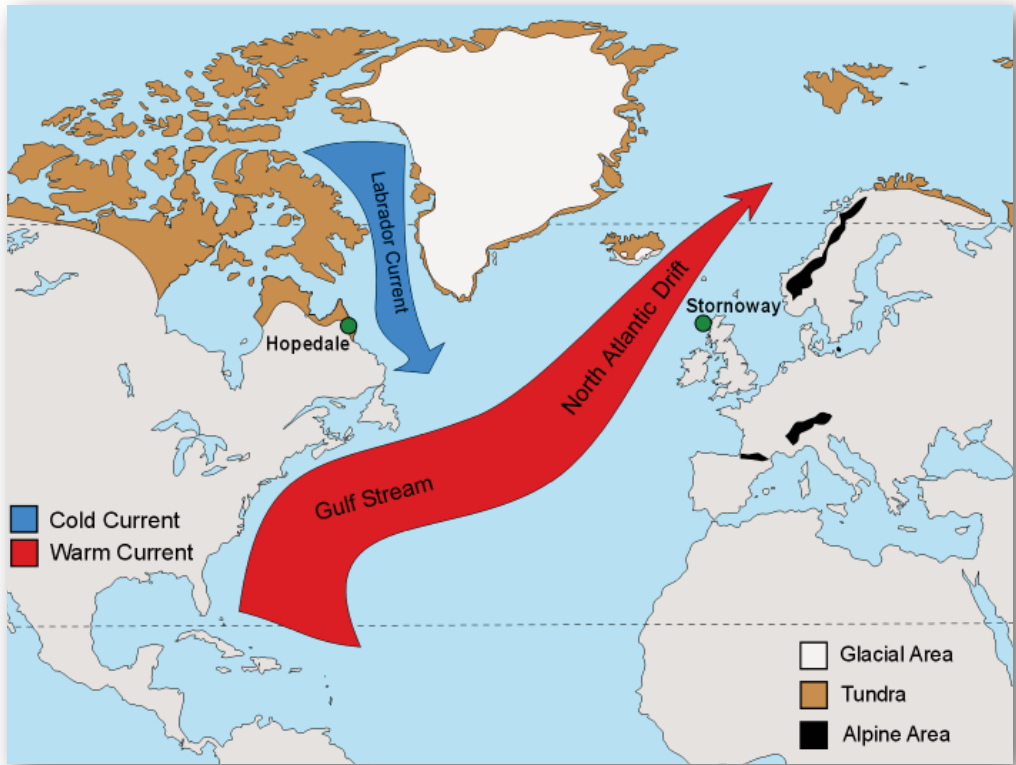 Labrador Current
Hopedale
Stornoway
North Atlantic Drift
Gulf Stream
Cold Current
Warm Current
Glacial Area
Tundra
Alpine Area